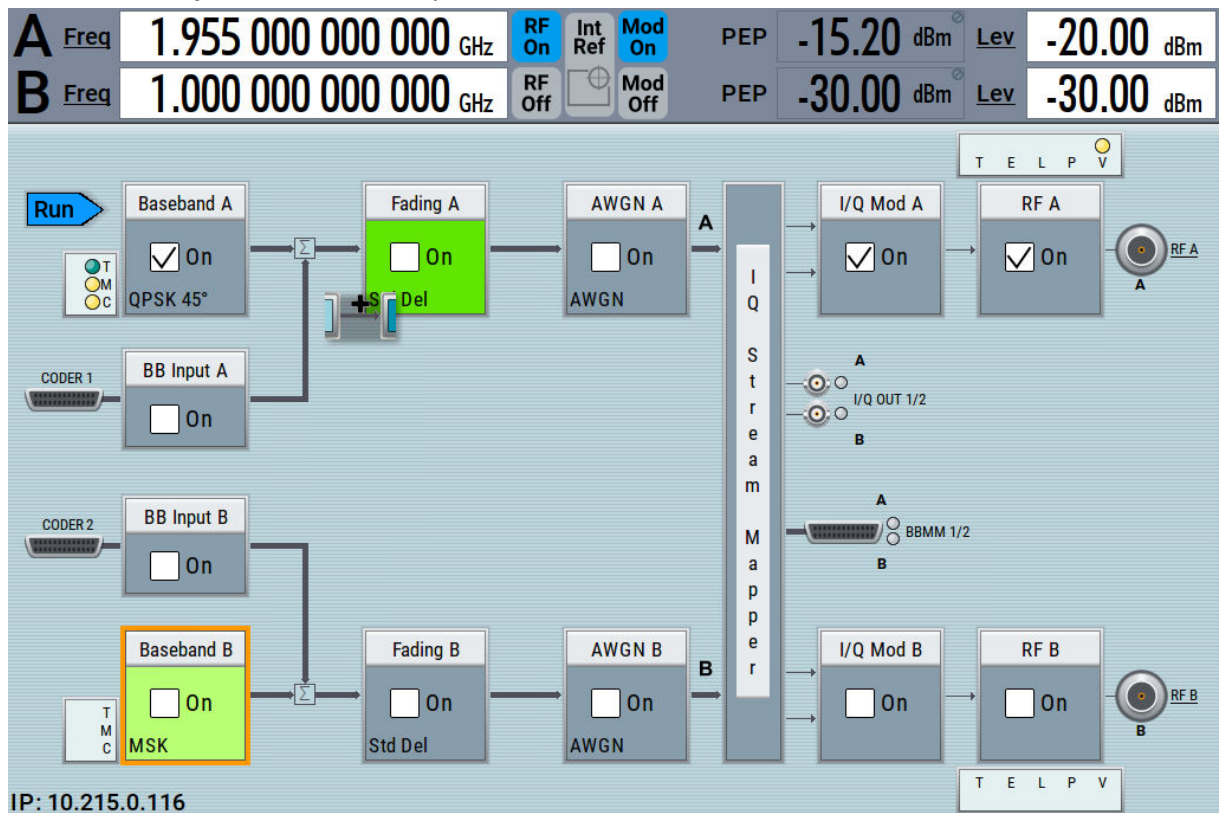 A Freq 1.955 000 000 000 GHz RF On Int Ref Mod On PEP -15.20 dBm Lev -20.00 dBm
B Freq 1.000 000 000 000 GHz RF Off Mod Off PEP -30.00 dBm Lev -30.00 dBm
T E L P V
Run
Baseband A
On
QPSK 45°
T
M
C
Fading A
On
Del
AWGN A
On
AWGN
A
I/Q Mod A
On
RF A
On
RF A
A
CODER 1
BB Input A
On
IQ Stream Mapper
A
I/Q OUT 1/2
B
CODER 2
BB Input B
On
A
BBMM 1/2
B
Baseband B
On
MSK
T
M
C
Fading B
On
Std Del
AWGN B
On
AWGN
B
I/Q Mod B
On
RF B
On
RF B
B
T E L P V
IP: 10.215.0.116